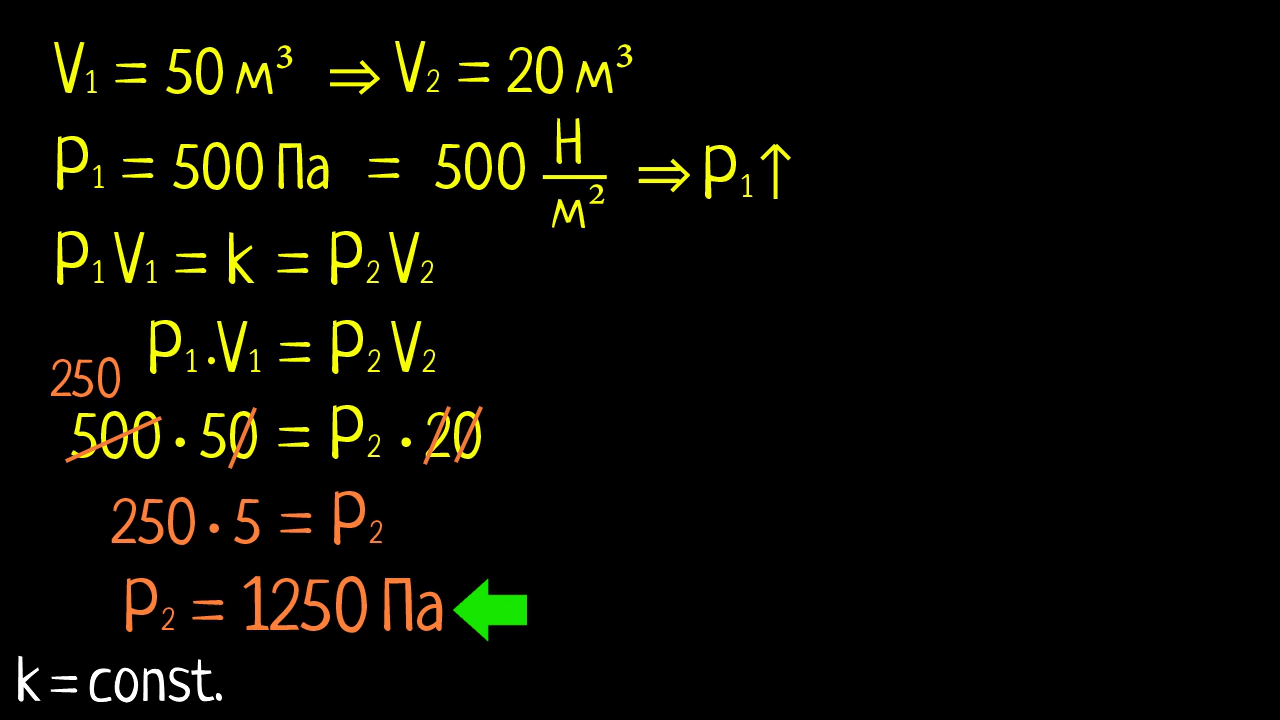 V₁ = 50 м³ ⇒ V₂ = 20 м³
P₁ = 500 Па = 500 Н/м² ⇒ P₁↑
P₁V₁ = k = P₂V₂
P₁·V₁ = P₂V₂
250
500 · 50 = P₂ · 20
250 · 5 = P₂
P₂ = 1250 Па
k = const.